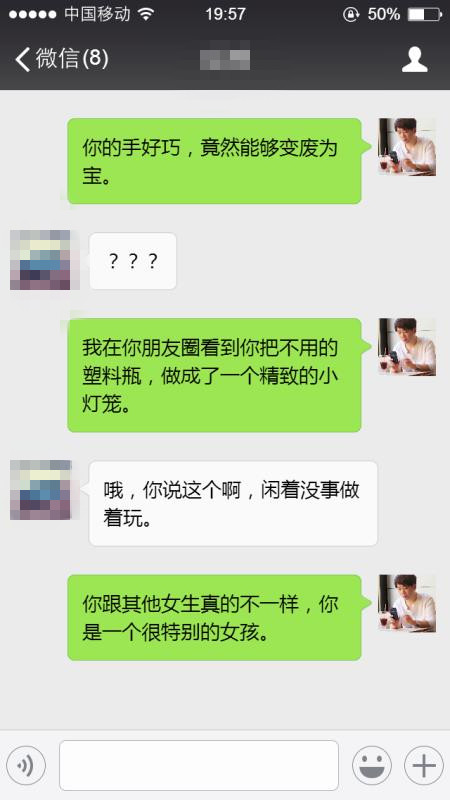 中国移动 19:57 50%
微信(8)
你的手好巧，竟然能够变废为
宝。
？？？
我在你朋友圈看到你把不用的
塑料瓶，做成了一个精致的小
灯笼。
哦，你说这个啊，闲着没事做
着玩。
你跟其他女生真的不一样，你
是一个很特别的女孩。